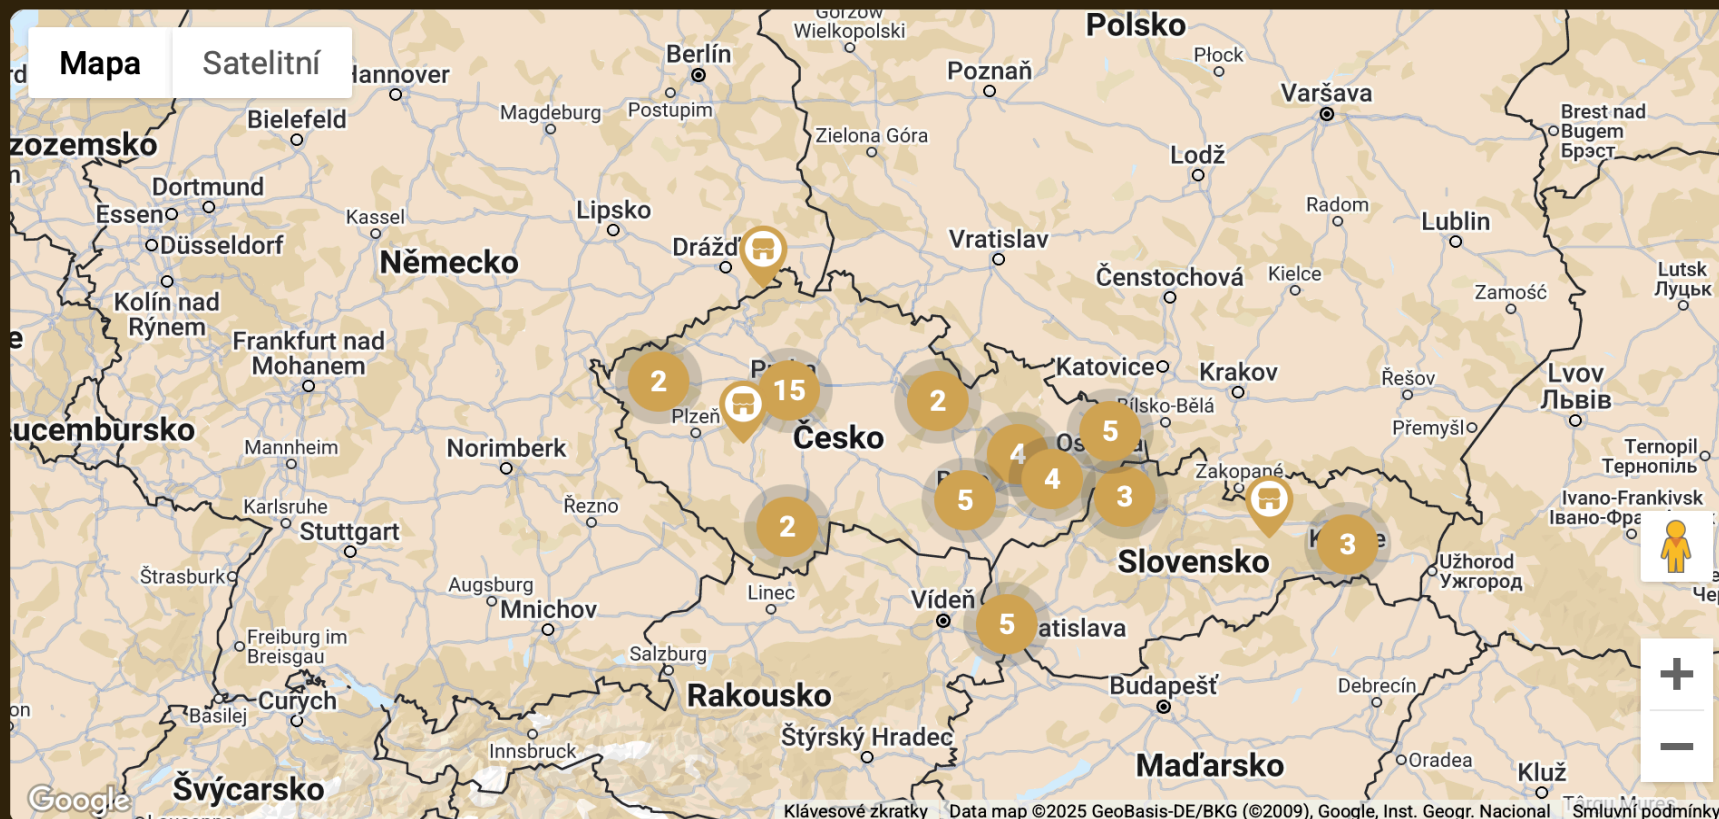 Mapa
Satelitní
Hannover
Berlín
Wielkopolski
Polsko
Płock
Poznaň
Postupim
Magdeburg
Varšava
Bielefeld
Zielona Góra
Brest nad
Bugem
Брэст
Lodž
Dortmund
Kassel
Lipsko
Radom
Lublin
Essen
Düsseldorf
Vratislav
Německo
Čenstochová
Kielce
Lutsk
Луцьк
Zamość
Kolín nad
Rýnem
Frankfurt nad
Mohanem
Katovice
Krakov
Řešov
Lvov
Львів
2
15
2
Plzeň
Česko
Bílsko-Bělá
5
Přemyšl
Mannheim
Norimberk
4
4
Ternopil
Тернопіль
Zakopané
5
3
Karlsruhe
Řezno
Ivano-Frankivsk
Stuttgart
2
Slovensko
3
Užhorod
Ужгород
Štrasburk
Augsburg
Mnichov
Linec
Vídeň
5
Freiburg im
Breisgau
Salzburg
Curych
Basilej
Rakousko
Budapešť
Debrecín
Innsbruck
Štýrský Hradec
Maďarsko
Oradea
Kluž
Švýcarsko
Google
Târgu Mureș
Klávesové zkratky
Data map ©2025 GeoBasis-DE/BKG (©2009), Google, Inst. Geogr. Nacional
Smluvní podmínky